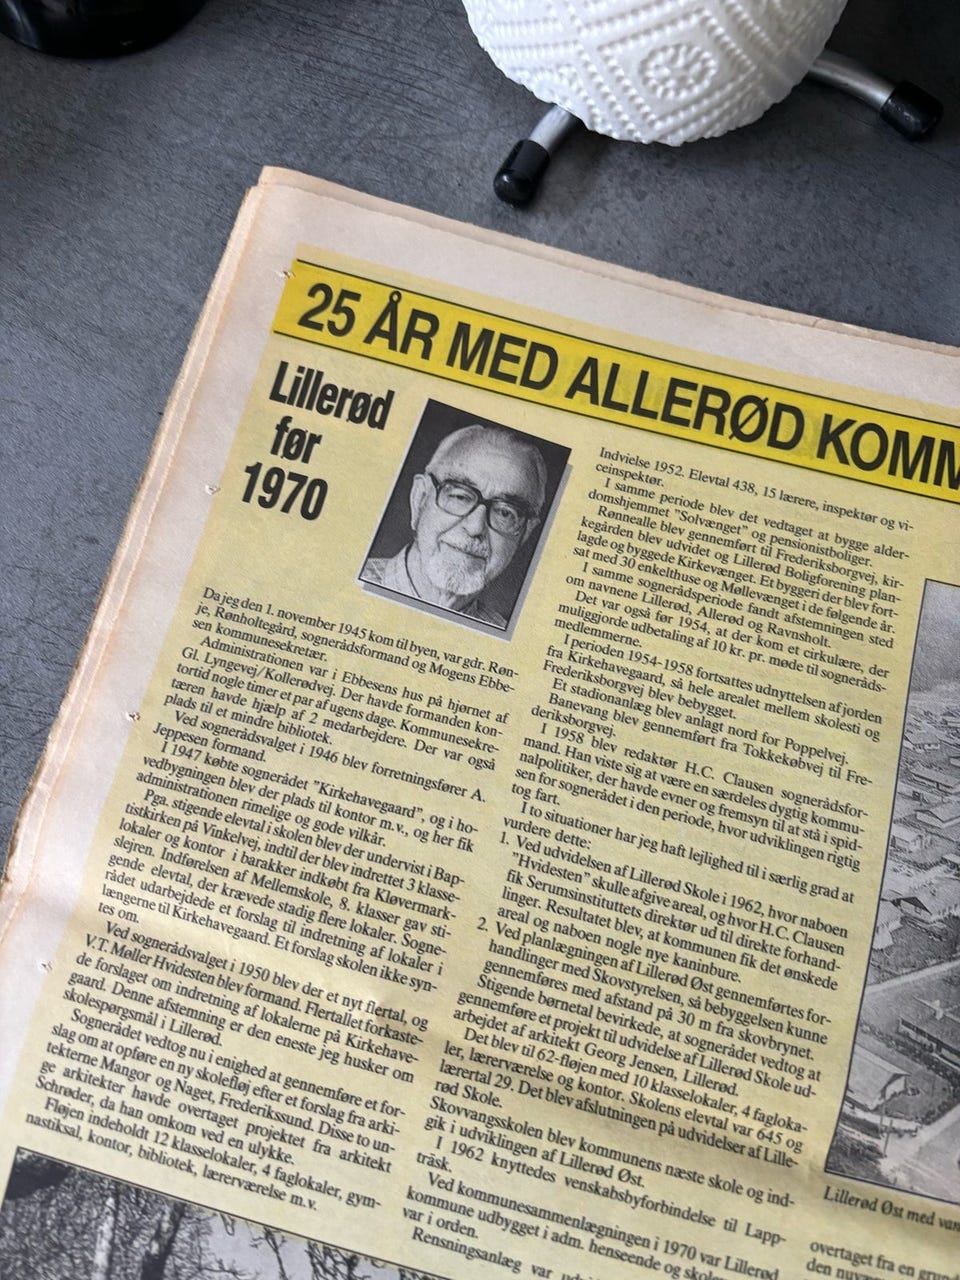 25 ÅR MED ALLERØD KOMM
Lillerød
før
1970
Da jeg den 1. november 1945 kom til byen, var gdr. Røn-
je, Rønholtegård, sognerådsformand og Mogens Ebbe-
sen kommunesekretær.
Administrationen var i Ebbesens hus på hjørnet af
Gl. Lyngevej/Kollerødvej. Der havde formanden kon-
tortid nogle timer et par af ugens dage. Kommunesekre-
tæren havde hjælp af 2 medarbejdere. Der var også
plads til et mindre bibliotek.
Ved sognerådsvalget i 1946 blev forretningsfører A.
Jeppesen formand.
I 1947 købte sognerådet "Kirkehavegaard", og i ho-
vedbygningen blev der plads til kontor m.v., og her fik
administrationen rimelige og gode vilkår.
Pga. stigende elevtal i skolen blev der undervist i Bap-
tistkirken på Vinkelvej, indtil der blev indrettet 3 klasse-
lokaler og kontor i barakker indkøbt fra Kløvermark-
slejren. Indførelsen af Mellemskole, 8. klasser gav sti-
gende elevtal, der krævede stadig flere lokaler. Sogne-
rådet udarbejdede et forslag til indretning af lokaler i
længerne til Kirkehavegaard. Et forslag skolen ikke syn-
tes om.
Ved sognerådsvalget i 1950 blev der et nyt flertal, og
V.T. Møller Hvidesten blev formand. Flertallet forkaste-
de forslaget om indretning af lokalerne på Kirkehave-
gaard. Denne afstemning er den eneste jeg husker om
skolespørgsmål i Lillerød.
Sognerådet vedtog nu i enighed at gennemføre et for-
slag om at opføre en ny skolefløj efter et forslag fra arki-
tekterne Mangor og Naget, Frederikssund. Disse to un-
ge arkitekter havde overtaget projektet fra arkitekt
Schrøder, da han omkom ved en ulykke.
Fløjen indeholdt 12 klasselokaler, 4 faglokaler, gym-
nastiksal, kontor, bibliotek, lærerværelse m.v.
Indvielse 1952. Elevtal 438, 15 lærere, inspektør og vi-
ceinspektør.
I samme periode blev det vedtaget at bygge alder-
domshjemmet "Solvænget" og pensionistboliger.
Rønnealle blev gennemført til Frederiksborgvej, kir-
kegården blev udvidet og Lillerød Boligforening plan-
lagde og byggede Kirkevænget. Et byggeri der blev fort-
sat med 30 enkelthuse og Møllevænget i de følgende år.
I samme sognerådsperiode fandt afstemningen sted
om navnene Lillerød, Allerød og Ravnsholt.
Det var også før 1954, at der kom et cirkulære, der
muliggjorde udbetaling af 10 kr. pr. møde til sogneråds-
medlemmerne.
I perioden 1954-1958 fortsattes udnyttelsen af jorden
fra Kirkehavegaard, så hele arealet mellem skolesti og
Frederiksborgvej blev bebygget.
Et stadionanlæg blev anlagt nord for Poppelvej.
Banevang blev gennemført fra Tokkekøbvej til Fre-
deriksborgvej.
I 1958 blev redaktør H.C. Clausen sognerådsfor-
mand. Han viste sig at være en særdeles dygtig kommu-
nalpolitiker, der havde evner og fremsyn til at stå i spid-
sen for sognerådet i den periode, hvor udviklingen rigtig
tog fart.
I to situationer har jeg haft lejlighed til i særlig grad at
vurdere dette:
1. Ved udvidelsen af Lillerød Skole i 1962, hvor naboen
"Hvidesten" skulle afgive areal, og hvor H.C. Clausen
fik Serumsinstituttets direktør ud til direkte forhand-
linger. Resultatet blev, at kommunen fik det ønskede
areal og naboen nogle nye kaninbure.
2. Ved planlægningen af Lillerød Øst gennemførtes for-
handlinger med Skovstyrelsen, så bebyggelsen kunne
gennemføres med afstand på 30 m fra skovbrynet.
Stigende børnetal bevirkede, at sognerådet vedtog at
gennemføre et projekt til udvidelse af Lillerød Skole ud-
arbejdet af arkitekt Georg Jensen, Lillerød.
Det blev til 62-fløjen med 10 klasselokaler, 4 fagloka-
ler, lærerværelse og kontor. Skolens elevtal var 645 og
lærertal 29. Det blev afslutningen på udvidelser af Lille-
rød Skole.
Skovvangsskolen blev kommunens næste skole og ind-
gik i udviklingen af Lillerød Øst.
I 1962 knyttedes venskabsbyforbindelse til Lapp-
träsk.
Ved kommunesammenlægningen i 1970 var Lillerød
kommune udbygget i adm. henseende og skole
var i orden.
Rensningsanlæg var
Lillerød Øst med van
overtaget fra en
den